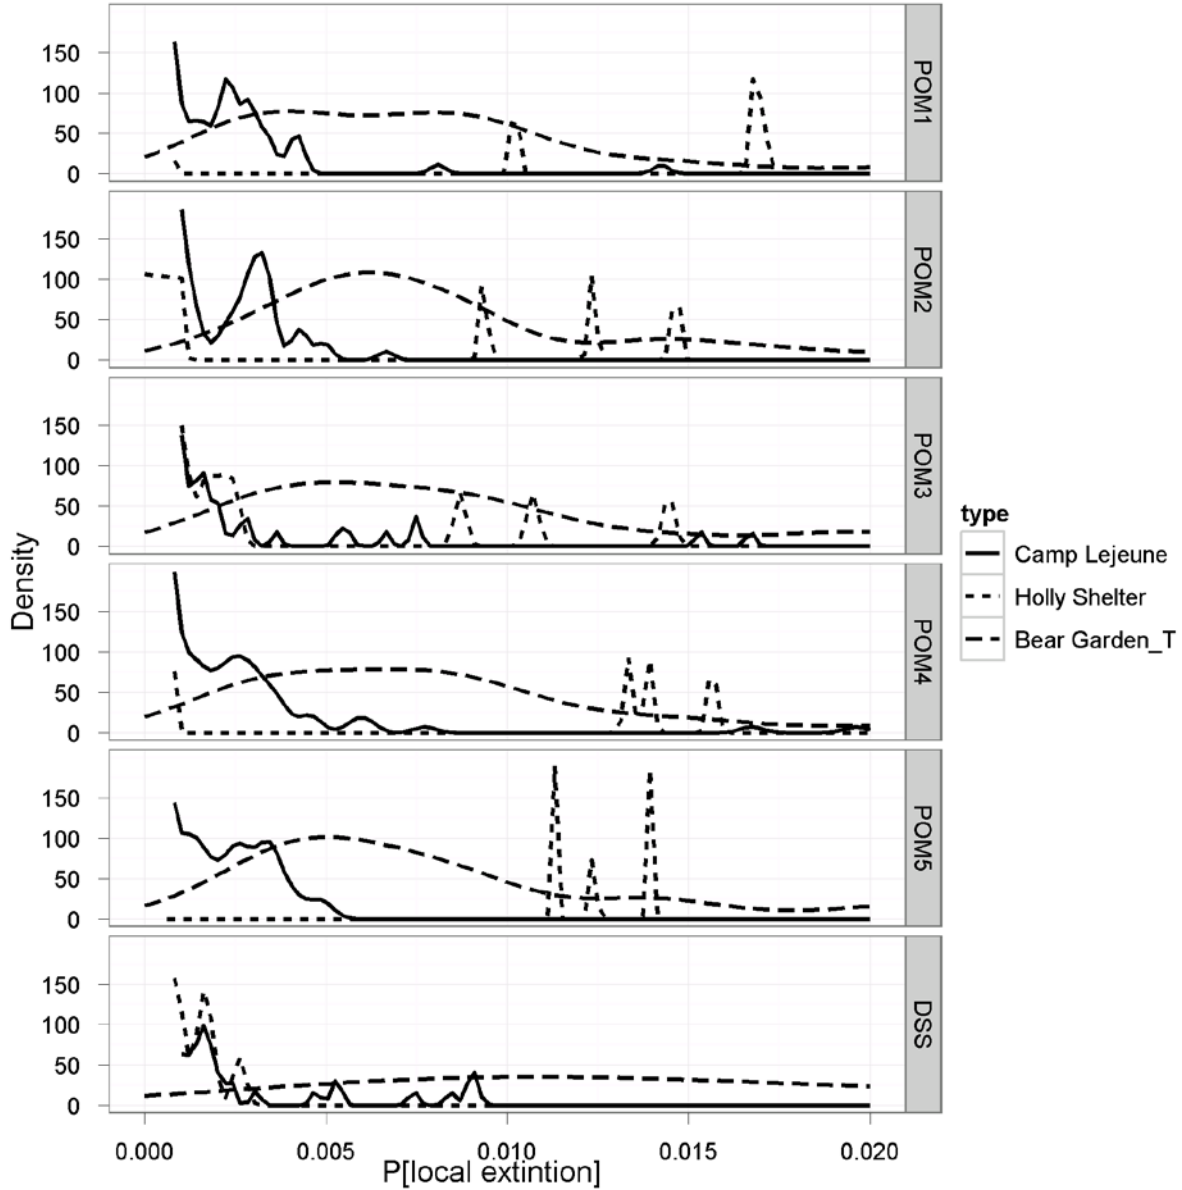 150
100
50
0
POM1
150
100
50
0
POM2
150
100
50
0
POM3
150
100
50
0
POM4
150
100
50
0
POM5
150
100
50
0
DSS
Density
0.000 0.005 0.010 0.015 0.020
P[local extintion]
type
Camp Lejeune
Holly Shelter
Bear Garden_T